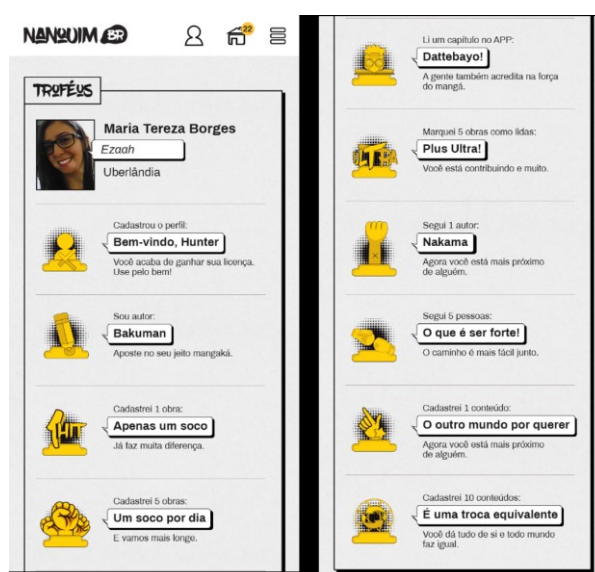 NANQUIM BR
22
TROFÉUS
Maria Tereza Borges
Ezaah
Uberlândia
Cadastrou o perfil:
Bem-vindo, Hunter
Você acaba de ganhar sua licença.
Use pelo bem!
Sou autor:
Bakuman
Aposte no seu jeito mangaká.
1HIT
Cadastrei 1 obra:
Apenas um soco
Já faz muita diferença.
Cadastrei 5 obras:
Um soco por dia
E vamos mais longe.
Li um capítulo no APP:
Dattebayo!
A gente também acredita na força
do mangá.
ULTRA
Marquei 5 obras como lidas:
Plus Ultra!
Você está contribuindo e muito.
Segui 1 autor:
Nakama
Agora você está mais próximo
de alguém.
Segui 5 pessoas:
O que é ser forte!
O caminho é mais fácil junto.
Cadastrei 1 conteúdo:
O outro mundo por querer
Agora você está mais próximo
de alguém.
Cadastrei 10 conteúdos:
É uma troca equivalente
Você dá tudo de si e todo mundo
faz igual.